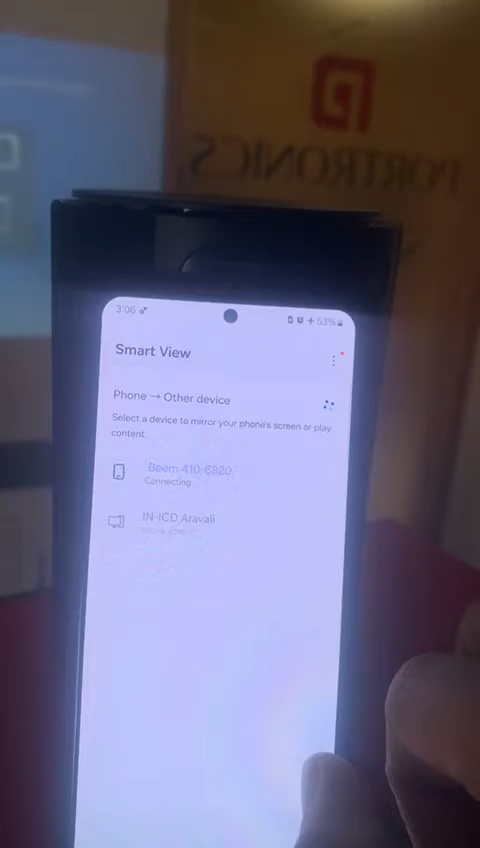 PORTRONICS
3:06
53%
Smart View
Phone → Other device
Select a device to mirror your phone's screen or play
content.
Beem 410-6820
Connecting
IN-ICD Aravali